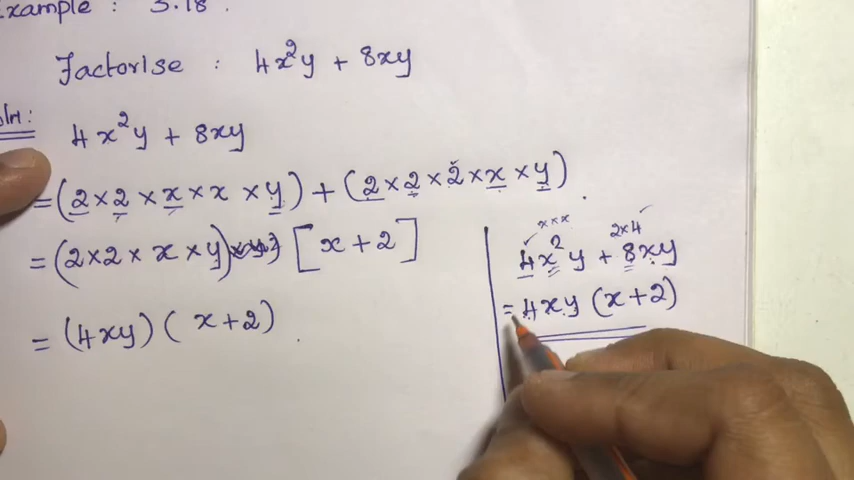 Example : 3.18.
Factorise : 4x²y + 8xy
Soln:
4x²y + 8xy
= (2 × 2 × x × x × y) + (2 × 2 × 2 × x × y)
= (2×2× x × y) [x + 2]
= (4xy) ( x+2)
x×x 2×4
4x²y + 8xy
= 4xy (x+2)